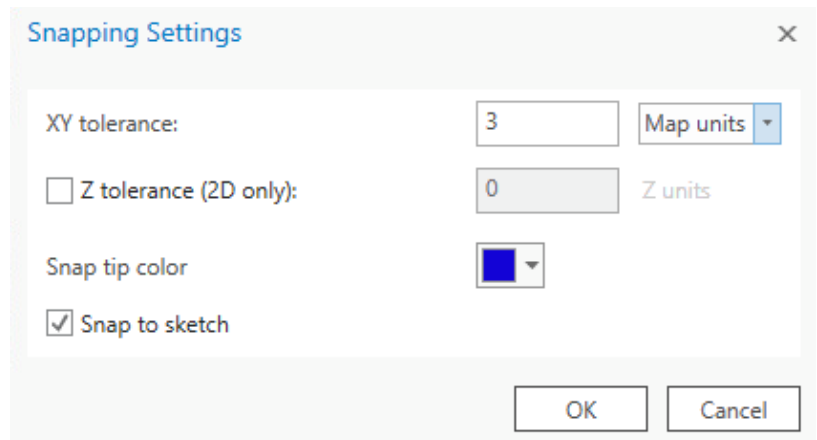 Snapping Settings
XY tolerance: 3 Map units
Z tolerance (2D only): 0 Z units
Snap tip color
Snap to sketch
OK Cancel